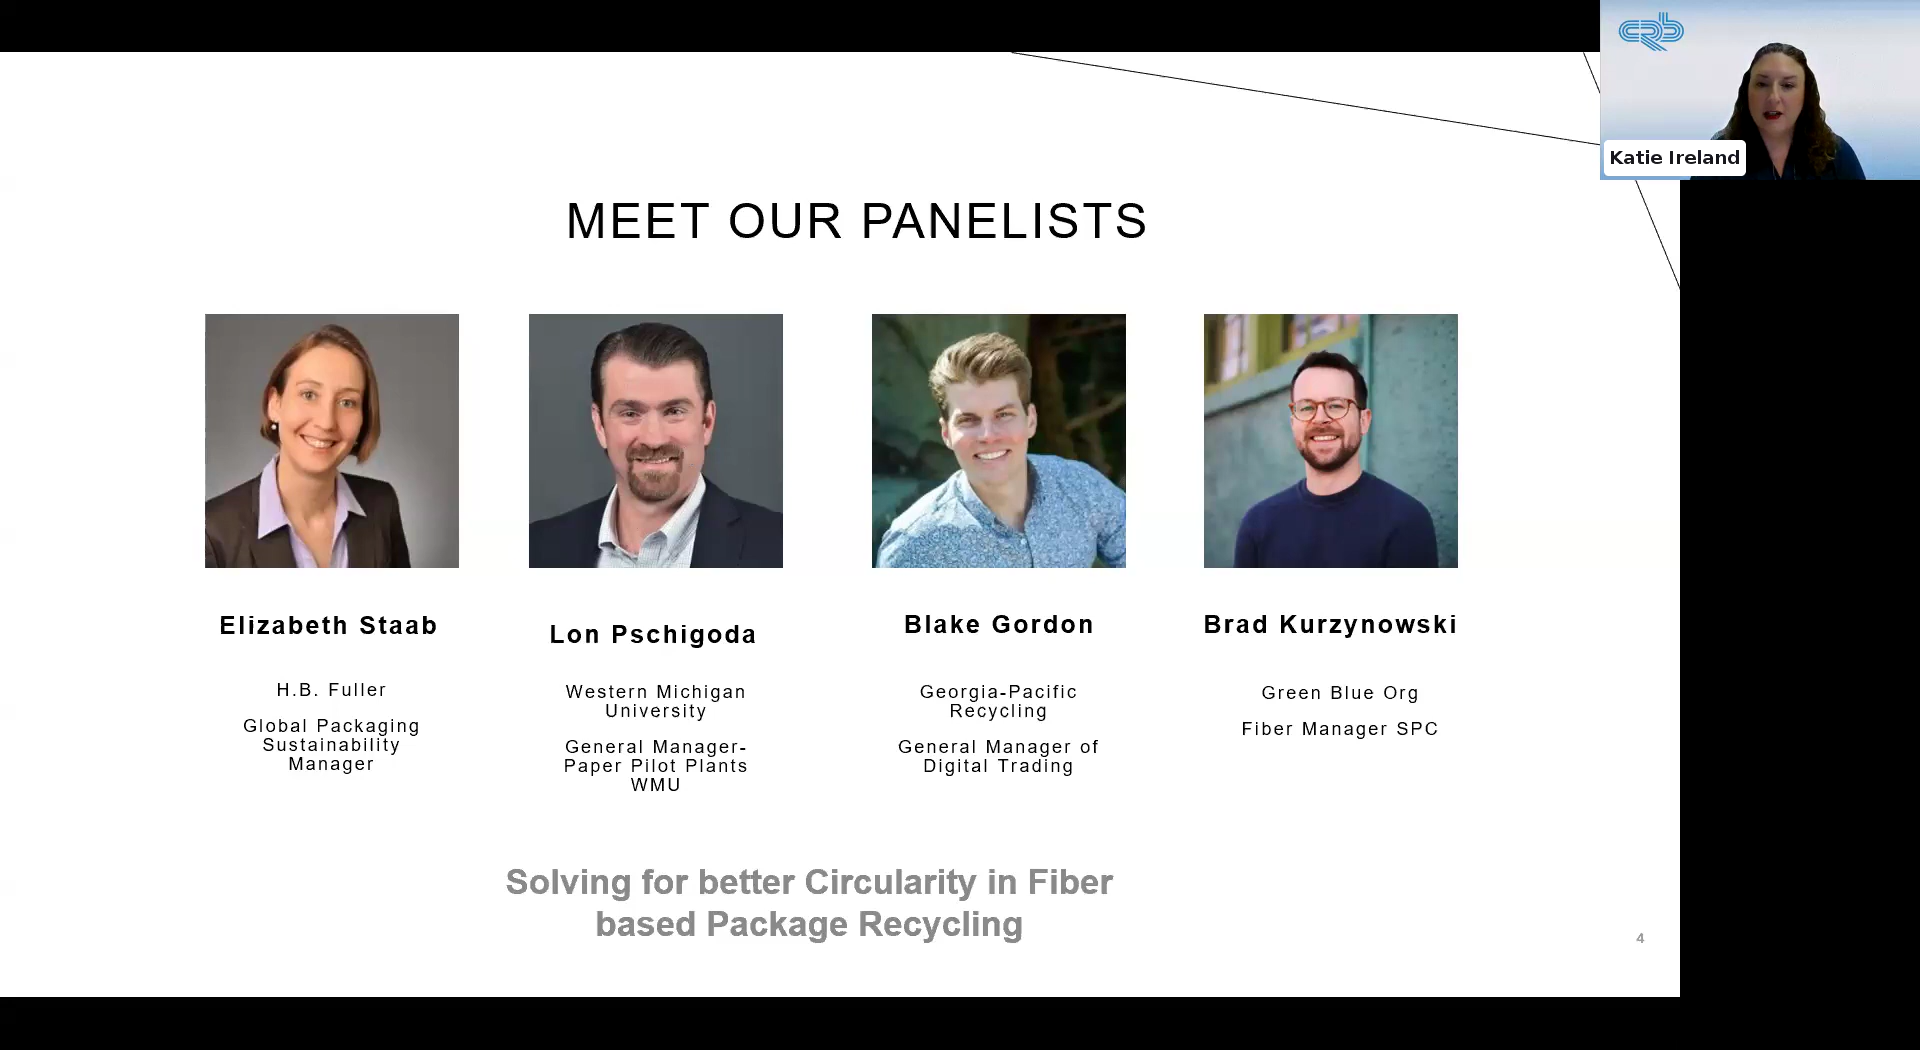 CRB
Katie Ireland
MEET OUR PANELISTS
Elizabeth Staab
H.B. Fuller
Global Packaging
Sustainability
Manager
Lon Pschigoda
Western Michigan
University
General Manager-
Paper Pilot Plants
WMU
Blake Gordon
Georgia-Pacific
Recycling
General Manager of
Digital Trading
Brad Kurzynowski
Green Blue Org
Fiber Manager SPC
Solving for better Circularity in Fiber
based Package Recycling
4